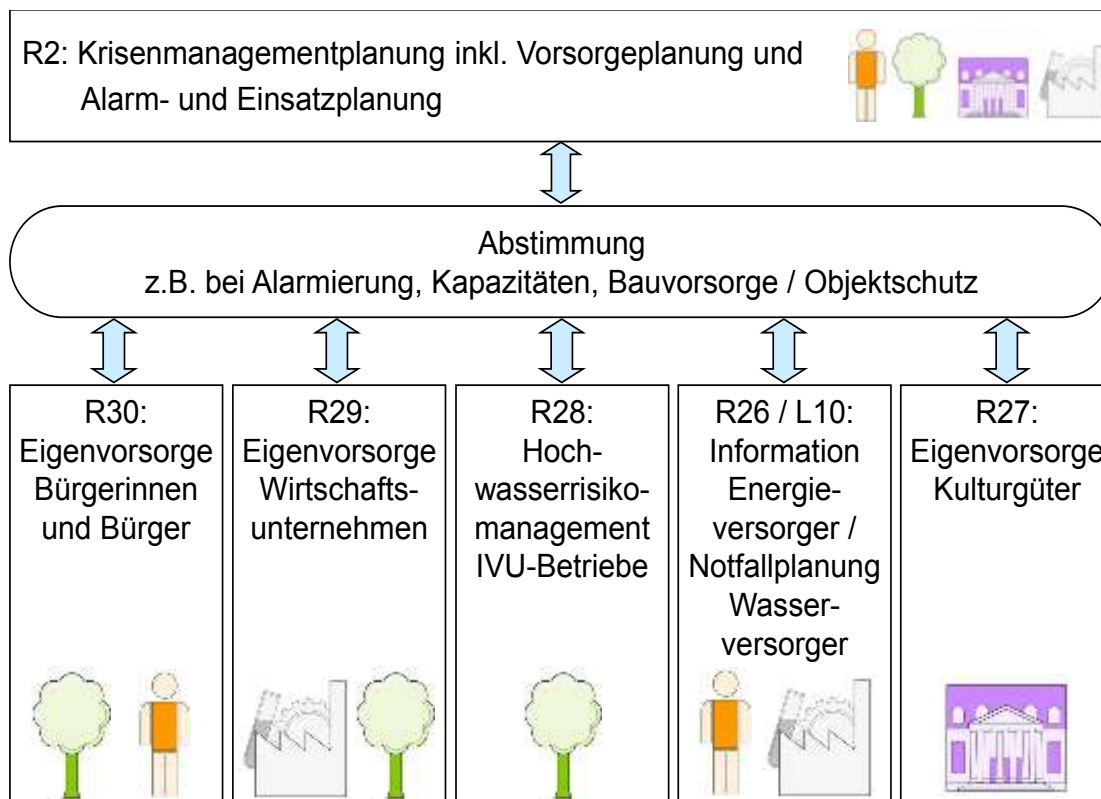 R2: Krisenmanagementplanung inkl. Vorsorgeplanung und
Alarm- und Einsatzplanung
Abstimmung
z.B. bei Alarmierung, Kapazitäten, Bauvorsorge / Objektschutz
R30:
Eigenvorsorge
Bürgerinnen
und Bürger
R29:
Eigenvorsorge
Wirtschafts-
unternehmen
R28:
Hoch-
wasserrisiko-
management
IVU-Betriebe
R26 / L10:
Information
Energie-
versorger /
Notfallplanung
Wasser-
versorger
R27:
Eigenvorsorge
Kulturgüter